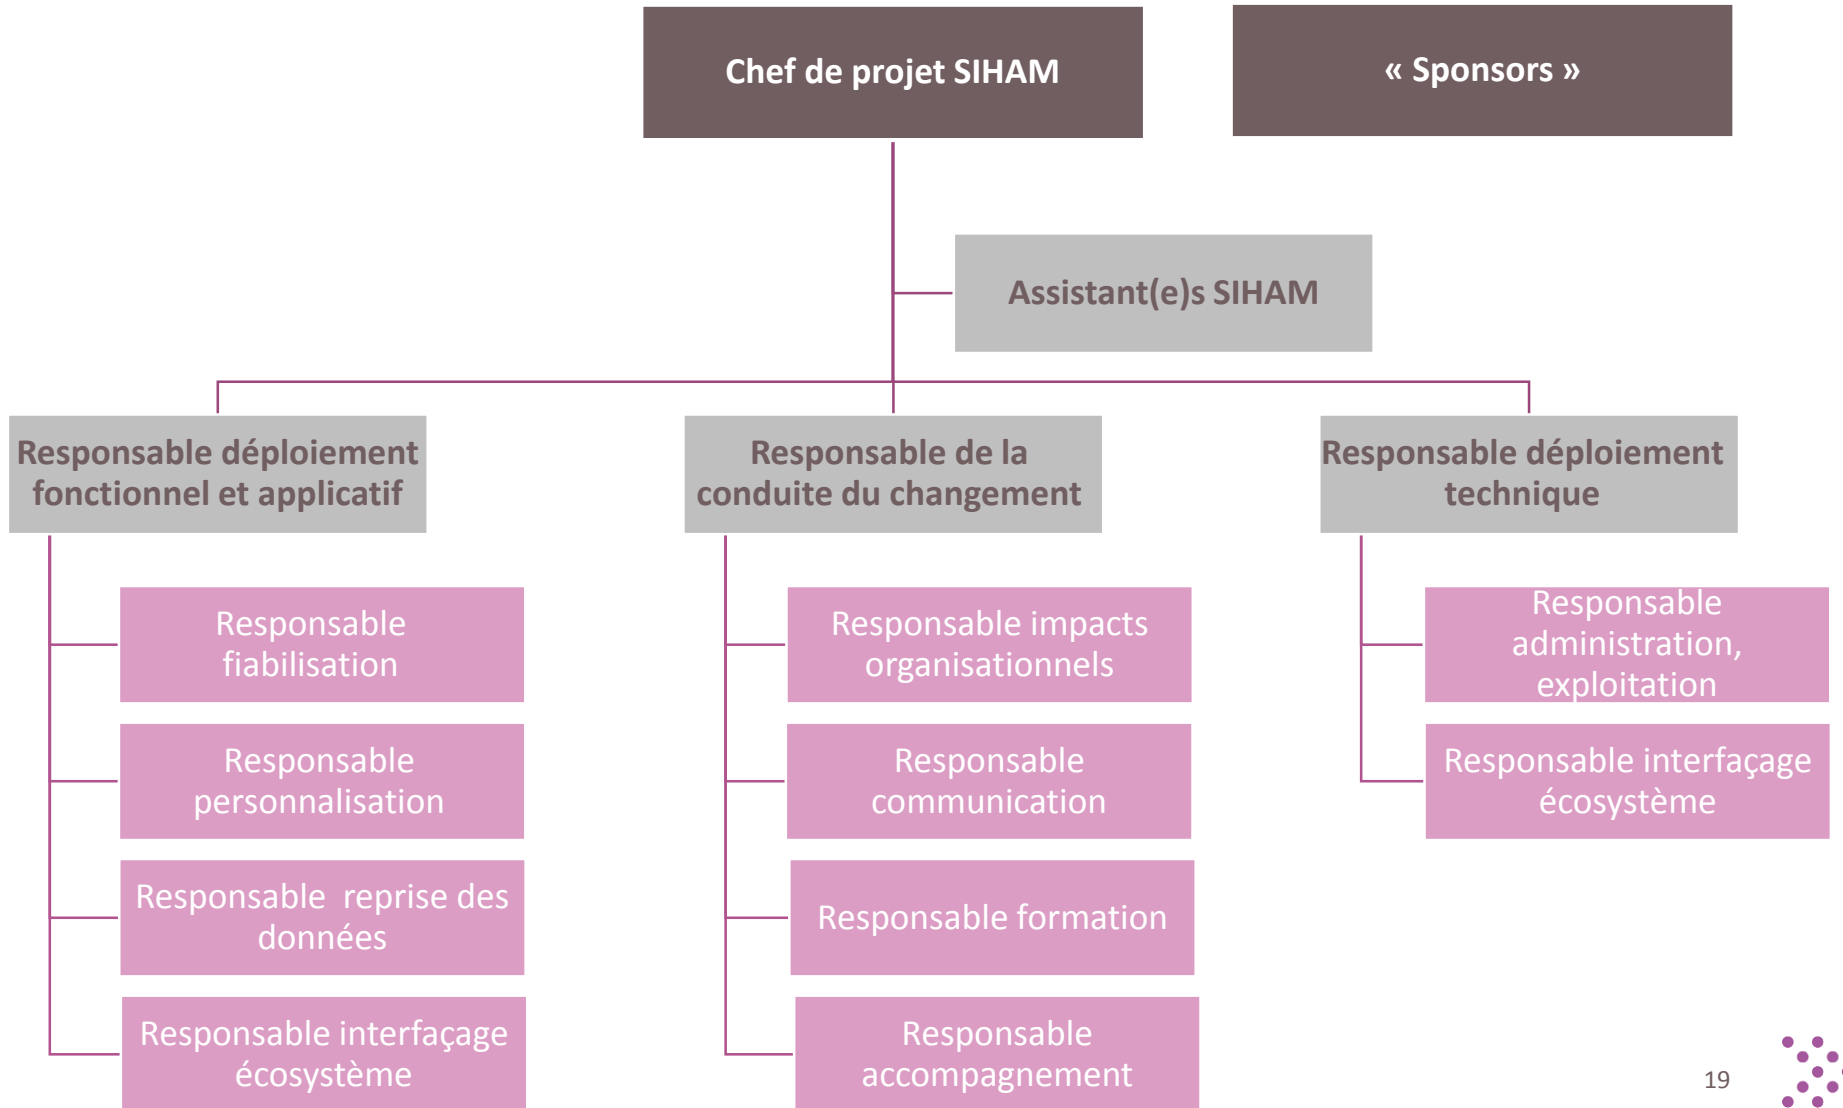 Chef de projet SIHAM
« Sponsors »
Assistant(e)s SIHAM
Responsable déploiement
fonctionnel et applicatif
Responsable de la
conduite du changement
Responsable déploiement
technique
Responsable
fiabilisation
Responsable
personnalisation
Responsable  reprise des
données
Responsable interfaçage
écosystème
Responsable impacts
organisationnels
Responsable
communication
Responsable formation
Responsable
accompagnement
Responsable
administration,
exploitation
Responsable interfaçage
écosystème
19